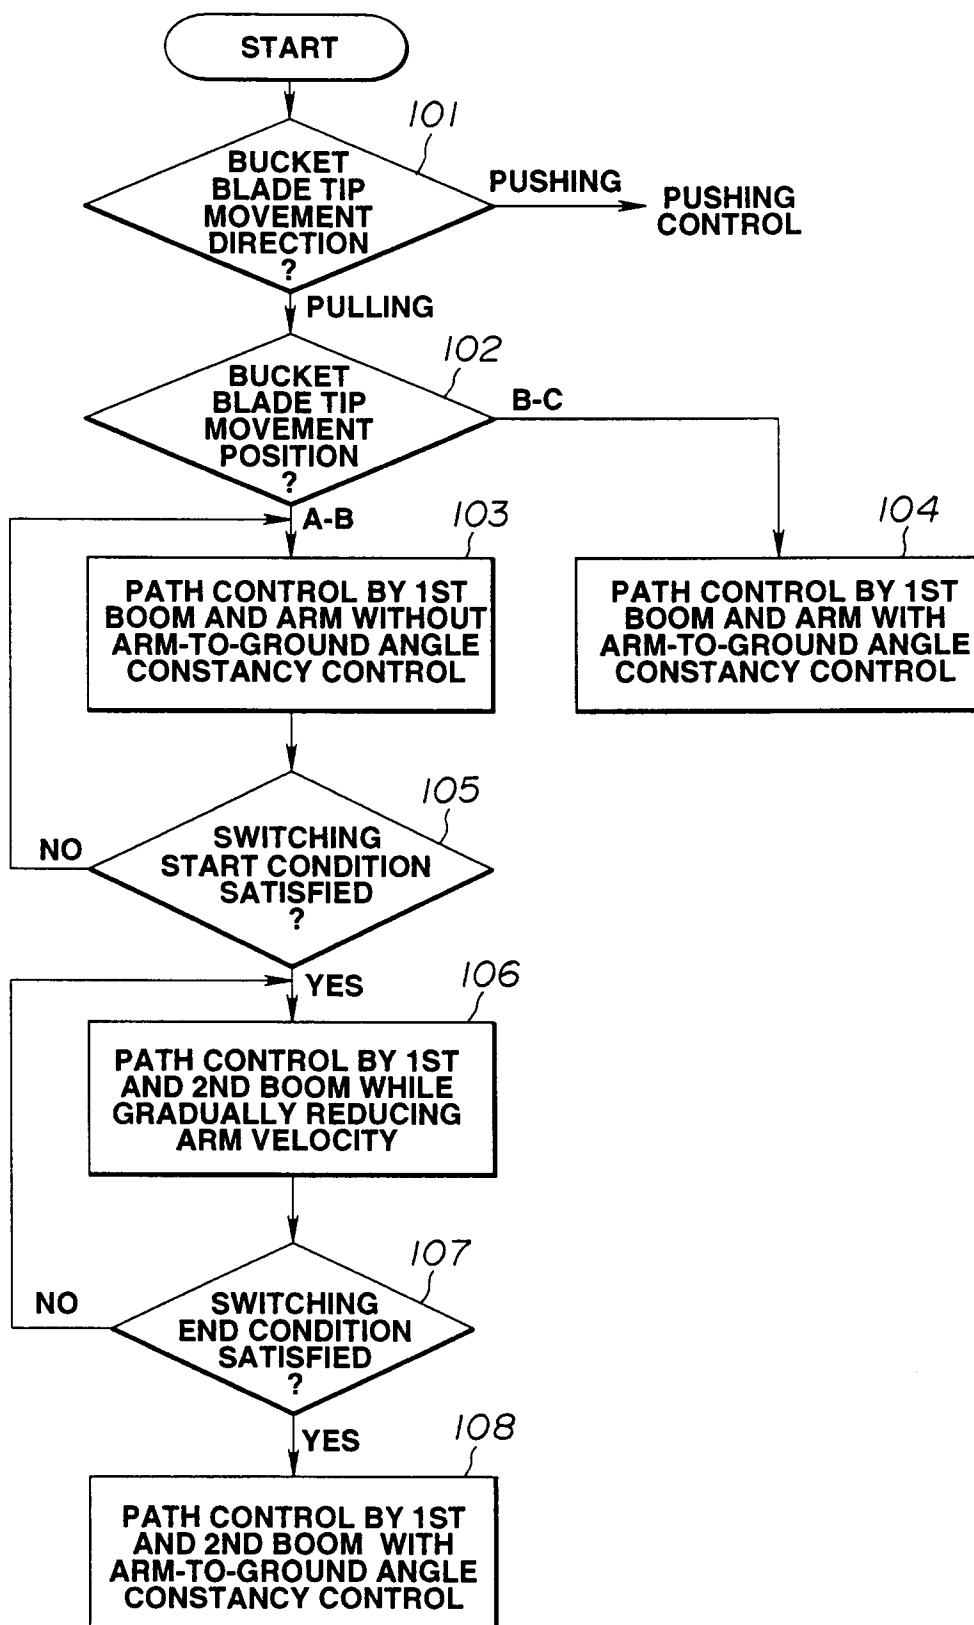 START
101
BUCKET
BLADE TIP
MOVEMENT
DIRECTION
?
PUSHING
PUSHING
CONTROL
PULLING
102
BUCKET
BLADE TIP
MOVEMENT
POSITION
?
B-C
A-B
103
PATH CONTROL BY 1ST
BOOM AND ARM WITHOUT
ARM-TO-GROUND ANGLE
CONSTANCY CONTROL
104
PATH CONTROL BY 1ST
BOOM AND ARM WITH
ARM-TO-GROUND ANGLE
CONSTANCY CONTROL
105
SWITCHING
START CONDITION
SATISFIED
?
NO
YES
106
PATH CONTROL BY 1ST
AND 2ND BOOM WHILE
GRADUALLY REDUCING
ARM VELOCITY
107
SWITCHING
END CONDITION
SATISFIED
?
NO
YES
108
PATH CONTROL BY 1ST
AND 2ND BOOM WITH
ARM-TO-GROUND ANGLE
CONSTANCY CONTROL